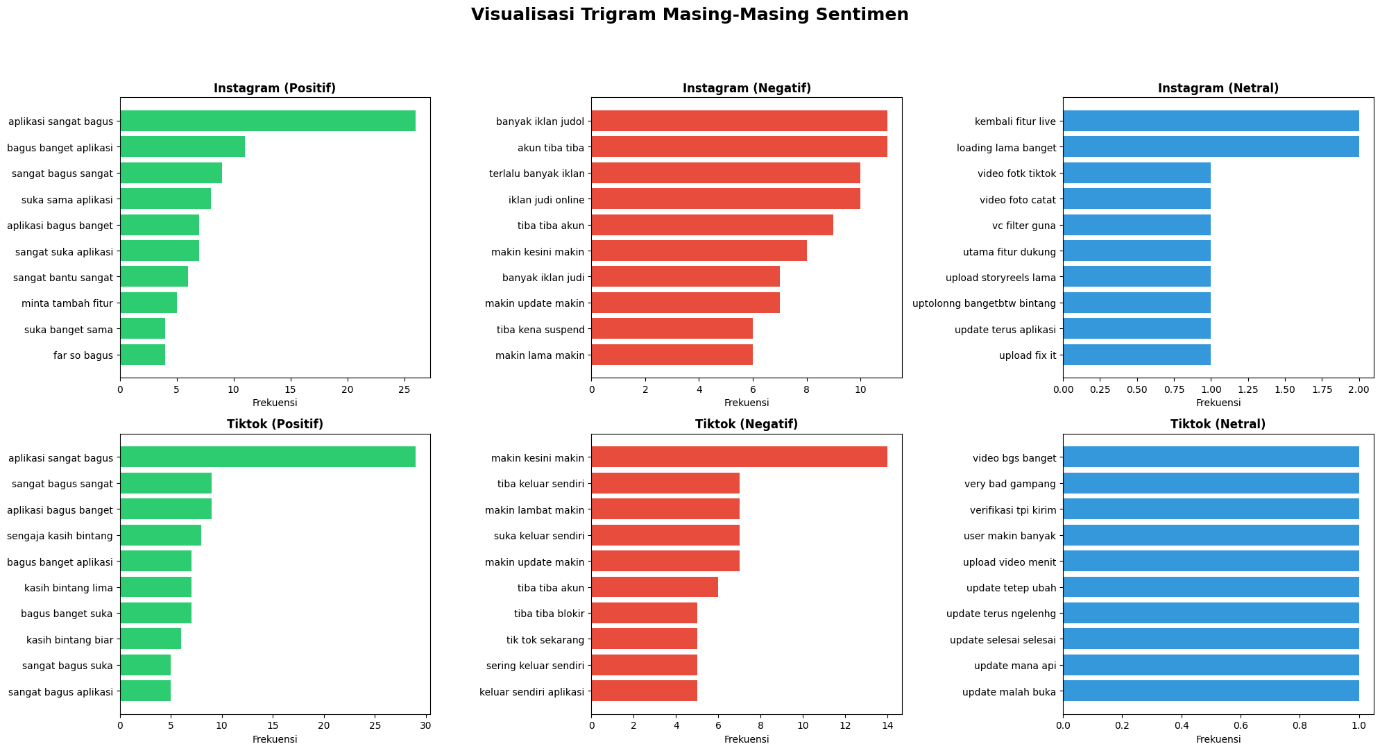 Visualisasi Trigram Masing-Masing Sentimen
Instagram (Positif)
aplikasi sangat bagus
bagus banget aplikasi
sangat bagus sangat
suka sama aplikasi
aplikasi bagus banget
sangat suka aplikasi
sangat bantu sangat
minta tambah fitur
suka banget sama
far so bagus
0 5 10 15 20 25
Frekuensi
Instagram (Negatif)
banyak iklan judol
akun tiba tiba
terlalu banyak iklan
iklan judi online
tiba tiba akun
makin kesini makin
banyak iklan judi
makin update makin
tiba kena suspend
makin lama makin
0 2 4 6 8 10
Frekuensi
Instagram (Netral)
kembali fitur live
loading lama banget
video fotk tiktok
video foto catat
vc filter guna
utama fitur dukung
upload storyreels lama
uptolonng bangetbtw bintang
update terus aplikasi
upload fix it
0.00 0.25 0.50 0.75 1.00 1.25 1.50 1.75 2.00
Frekuensi
Tiktok (Positif)
aplikasi sangat bagus
sangat bagus sangat
aplikasi bagus banget
sengaja kasih bintang
bagus banget aplikasi
kasih bintang lima
bagus banget suka
kasih bintang biar
sangat bagus suka
sangat bagus aplikasi
0 5 10 15 20 25 30
Frekuensi
Tiktok (Negatif)
makin kesini makin
tiba keluar sendiri
makin lambat makin
suka keluar sendiri
makin update makin
tiba tiba akun
tiba tiba blokir
tik tok sekarang
sering keluar sendiri
keluar sendiri aplikasi
0 2 4 6 8 10 12 14
Frekuensi
Tiktok (Netral)
video bgs banget
very bad gampang
verifikasi tpi kirim
user makin banyak
upload video menit
update tetep ubah
update terus ngelenhg
update selesai selesai
update mana api
update malah buka
0.0 0.2 0.4 0.6 0.8 1.0
Frekuensi